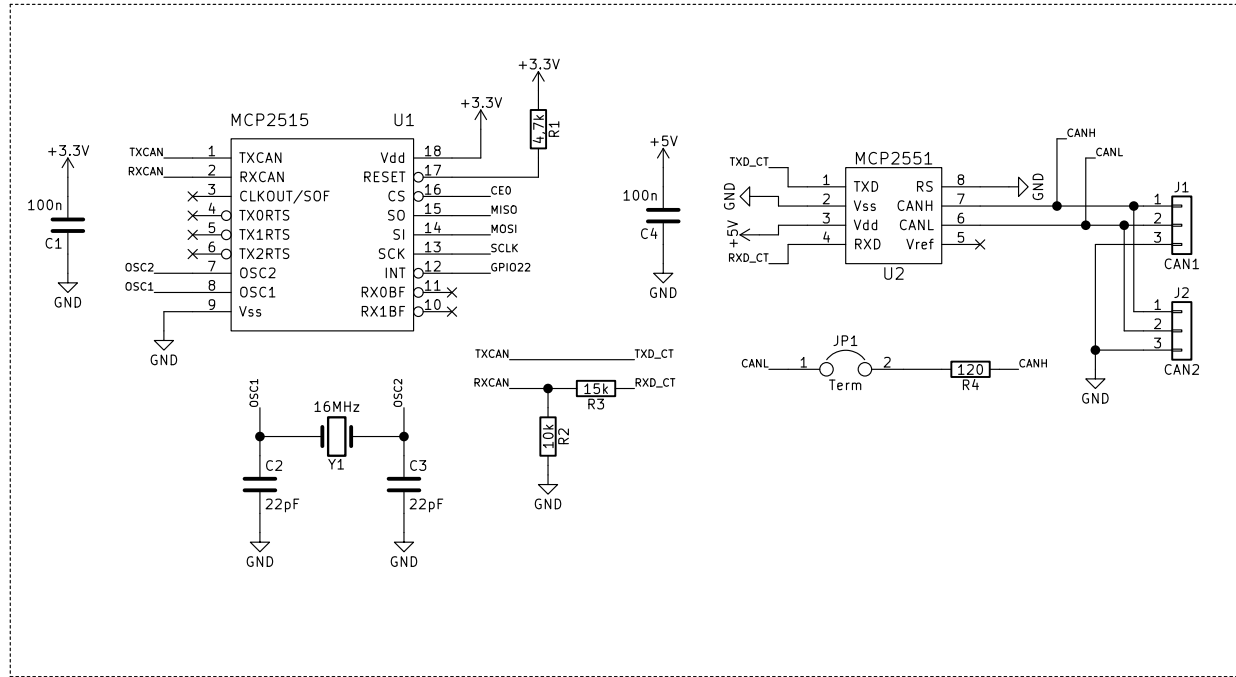 +3.3V
+3.3V
4.7k
R1
MCP2515 U1
TXCAN 1 TXCAN Vdd 18
RXCAN 2 RXCAN RESET 17
3 CLKOUT/SOF CS 16 CE0
4 TX0RTS SO 15 MISO
5 TX1RTS SI 14 MOSI
6 TX2RTS SCK 13 SCLK
OSC2 7 OSC2 INT 12 GPIO22
OSC1 8 OSC1 RX0BF 11
9 Vss RX1BF 10
GND
+3.3V
100n
C1
GND
+5V
100n
C4
GND
MCP2551
TXD_CT 1 TXD RS 8 GND
GND 2 Vss CANH 7
+5V 3 Vdd CANL 6
RXD_CT 4 RXD Vref 5
U2
CANH
CANL
J1
1
2
3
CAN1
J2
1
2
3
CAN2
GND
TXCAN TXD_CT
RXCAN 15k RXD_CT
R3
10k
R2
GND
JP1
CANL 1 2 120 CANH
Term R4
OSC1 OSC2
16MHz
Y1
C2
22pF
GND
C3
22pF
GND